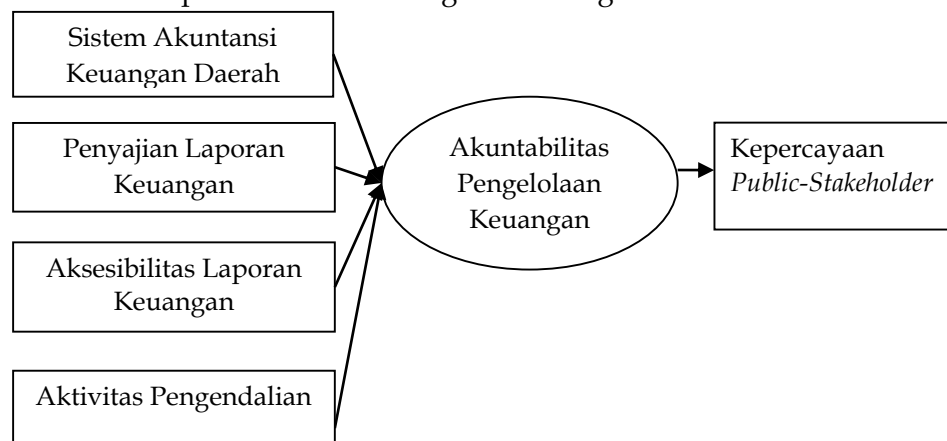 Sistem Akuntansi
Keuangan Daerah
Penyajian Laporan
Keuangan
Aksesibilitas Laporan
Keuangan
Aktivitas Pengendalian
Akuntabilitas
Pengelolaan
Keuangan
Kepercayaan
Public-Stakeholder